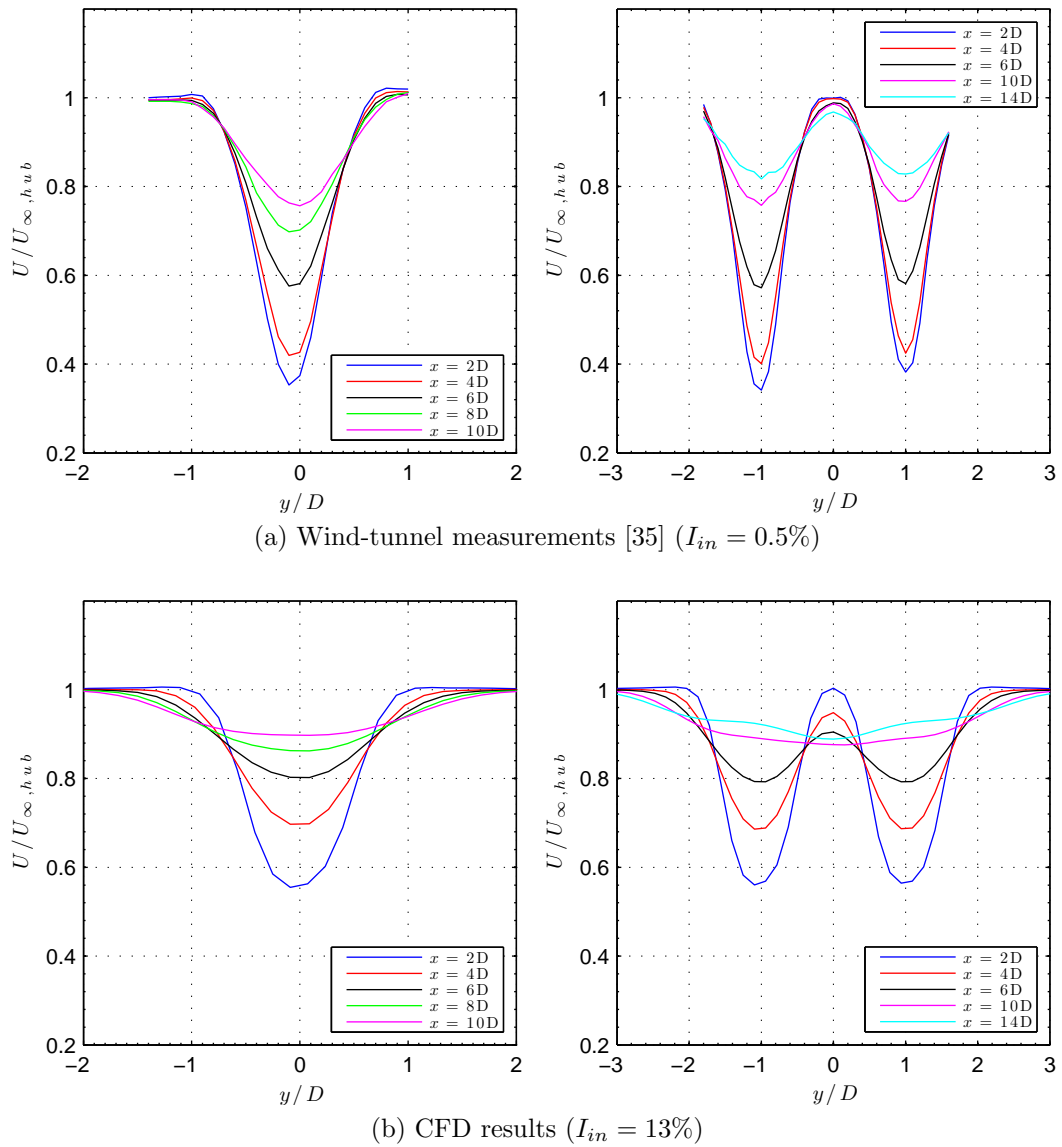 1
0.8
0.6
0.4
0.2
−2 −1 0 1 2
U/U∞,hub
y/D
x = 2D
x = 4D
x = 6D
x = 8D
x = 10D
1
0.8
0.6
0.4
0.2
−3 −2 −1 0 1 2 3
U/U∞,hub
y/D
x = 2D
x = 4D
x = 6D
x = 10D
x = 14D
(a) Wind-tunnel measurements [35] (I_in = 0.5%)
1
0.8
0.6
0.4
0.2
−2 −1 0 1 2
U/U∞,hub
y/D
x = 2D
x = 4D
x = 6D
x = 8D
x = 10D
1
0.8
0.6
0.4
0.2
−3 −2 −1 0 1 2 3
U/U∞,hub
y/D
x = 2D
x = 4D
x = 6D
x = 10D
x = 14D
(b) CFD results (I_in = 13%)